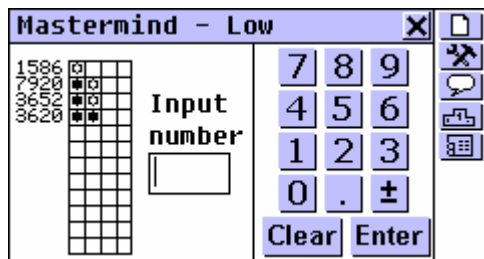 Mastermind - Low
1586
7920
3652
3620
Input
number
7 8 9
4 5 6
1 2 3
0 . ±
Clear Enter